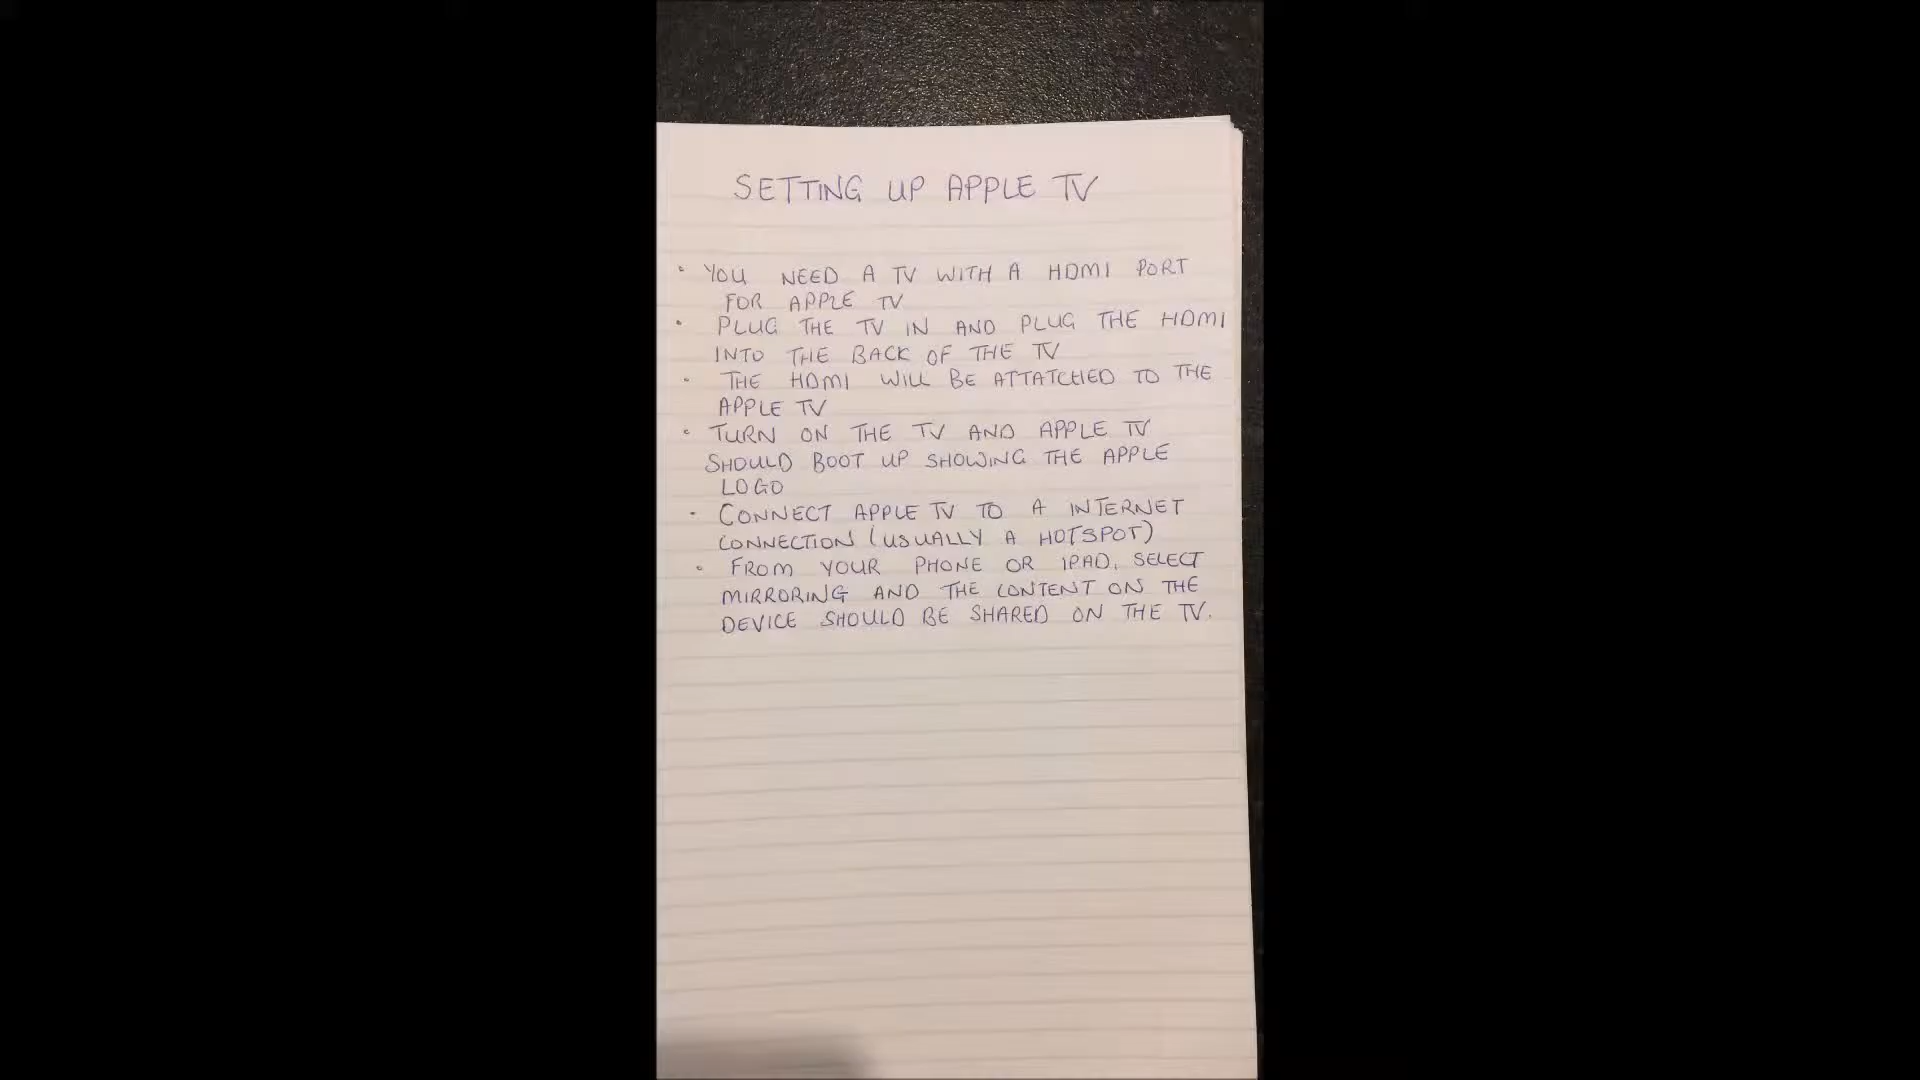 SETTING UP APPLE TV
• YOU NEED A TV WITH A HDMI PORT
FOR APPLE TV
• PLUG THE TV IN AND PLUG THE HDMI
INTO THE BACK OF THE TV
• THE HDMI WILL BE ATTATCHED TO THE
APPLE TV
• TURN ON THE TV AND APPLE TV
SHOULD BOOT UP SHOWING THE APPLE
LOGO
• CONNECT APPLE TV TO A INTERNET
CONNECTION (USUALLY A HOTSPOT)
• FROM YOUR PHONE OR IPAD, SELECT
MIRRORING AND THE CONTENT ON THE
DEVICE SHOULD BE SHARED ON THE TV.